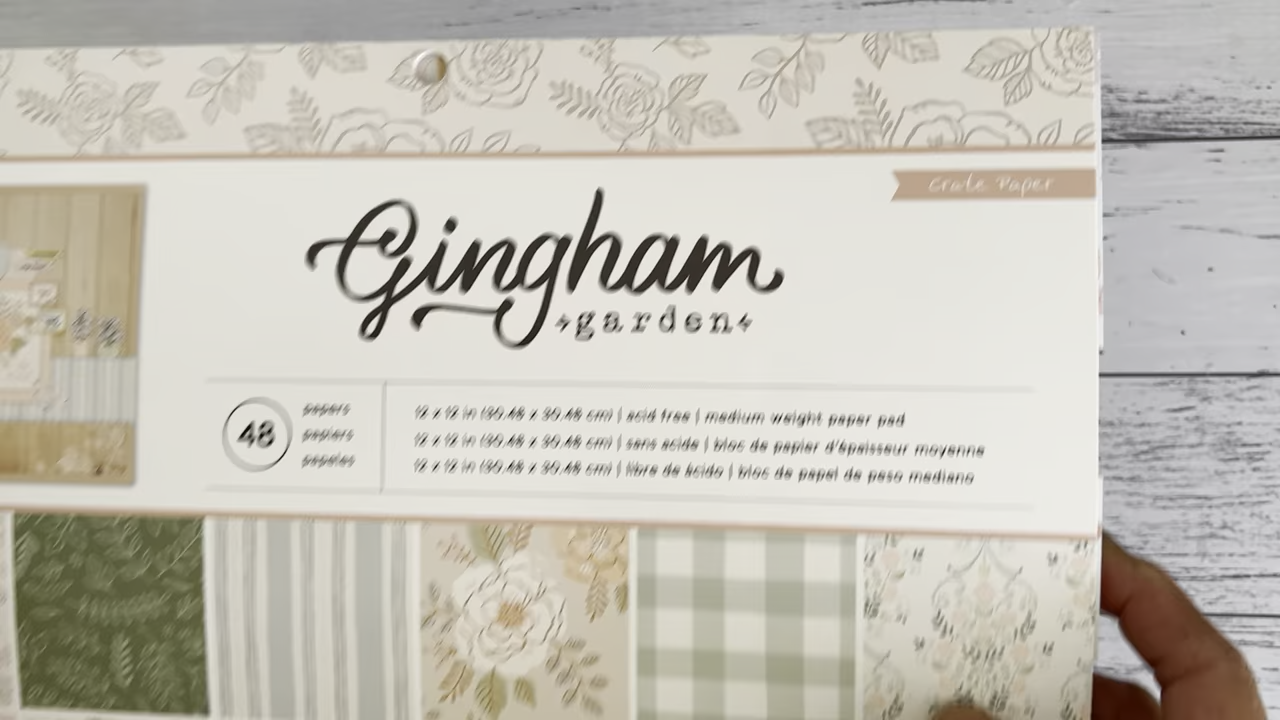 Crate Paper
Gingham
garden
48
papers
papiers
papeles
12 x 12 in (30.48 x 30.48 cm) | acid free | medium weight paper pad
12 x 12 in (30.48 x 30.48 cm) | sans acide | bloc de papier d'épaisseur moyenne
12 x 12 in (30.48 x 30.48 cm) | libre de ácido | bloc de papel de peso mediano